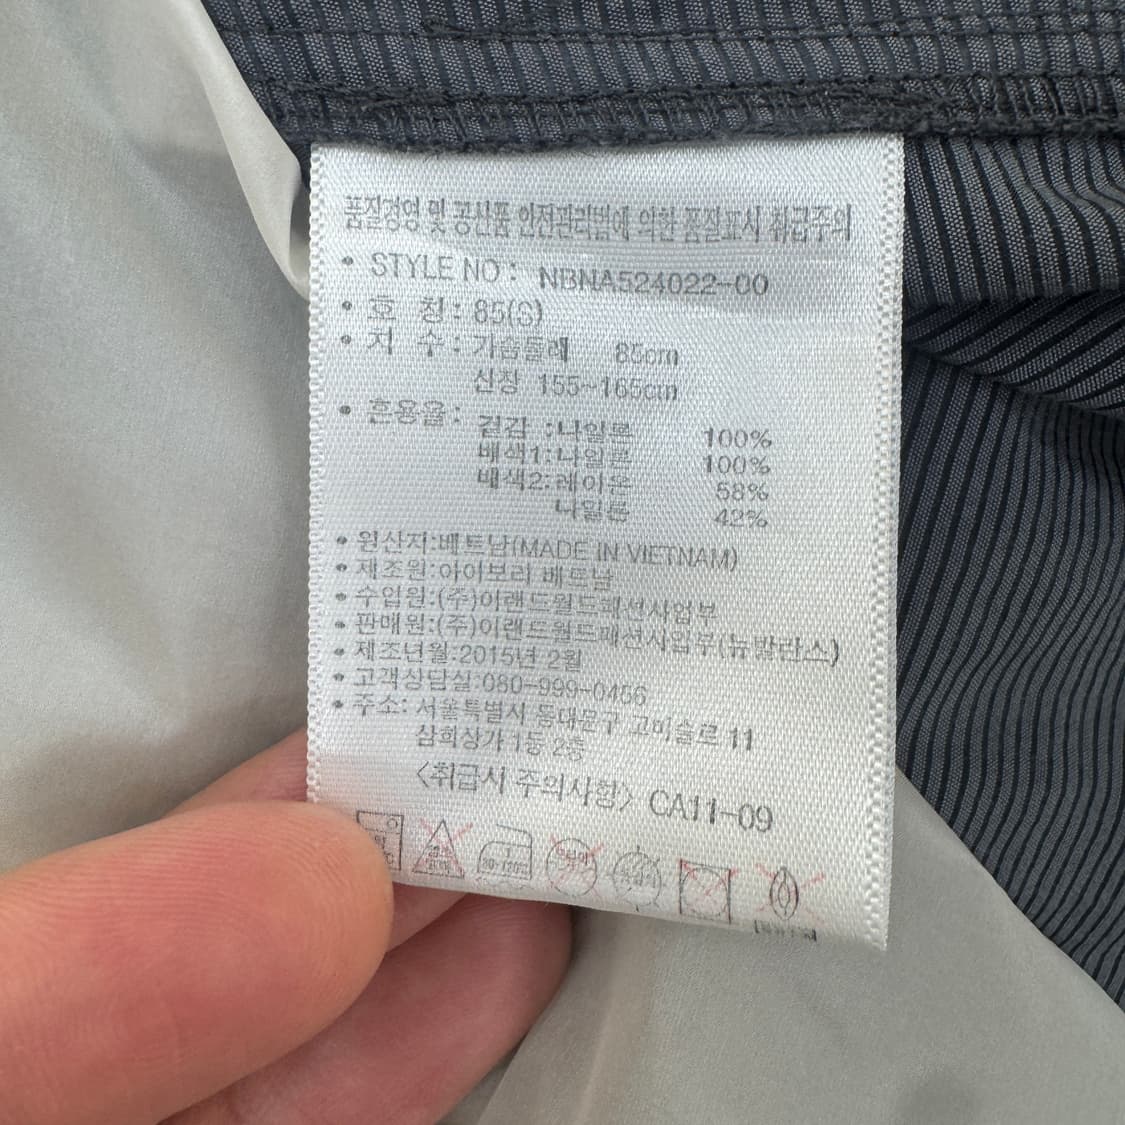 품질경영 및 공산품 안전관리법에 의한 품질표시 취급주의
• STYLE NO : NBNA524022-00
• 호 칭 : 85(S)
• 치 수 : 가슴둘레 85cm
신장 155~165cm
• 혼용율 : 겉감 :나일론 100%
배색1:나일론 100%
배색2:레이온 58%
나일론 42%
• 원산지:베트남(MADE IN VIETNAM)
• 제조원:아이보리 베트남
• 수입원:(주)이랜드월드패션사업부
• 판매원:(주)이랜드월드패션사업부(뉴발란스)
• 제조년월:2015년 2월
• 고객상담실:080-999-0456
• 주소: 서울특별시 동대문구 고미술로 11
삼희상가 1동 2층
<취급시 주의사항> CA11-09